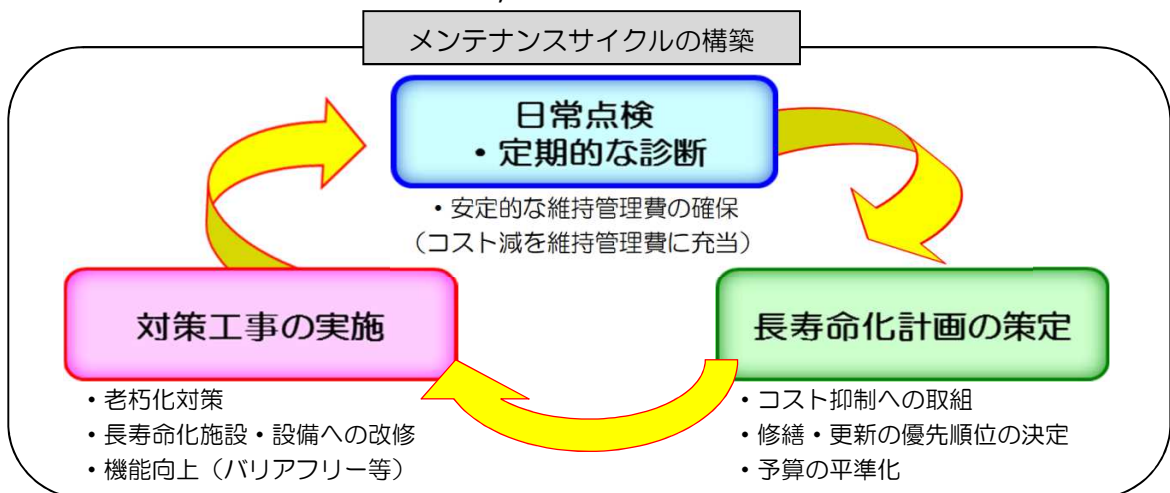 メンテナンスサイクルの構築
日常点検
・定期的な診断
・安定的な維持管理費の確保
(コスト減を維持管理費に充当)
対策工事の実施
・老朽化対策
・長寿命化施設・設備への改修
・機能向上(バリアフリー等)
長寿命化計画の策定
・コスト抑制への取組
・修繕・更新の優先順位の決定
・予算の平準化